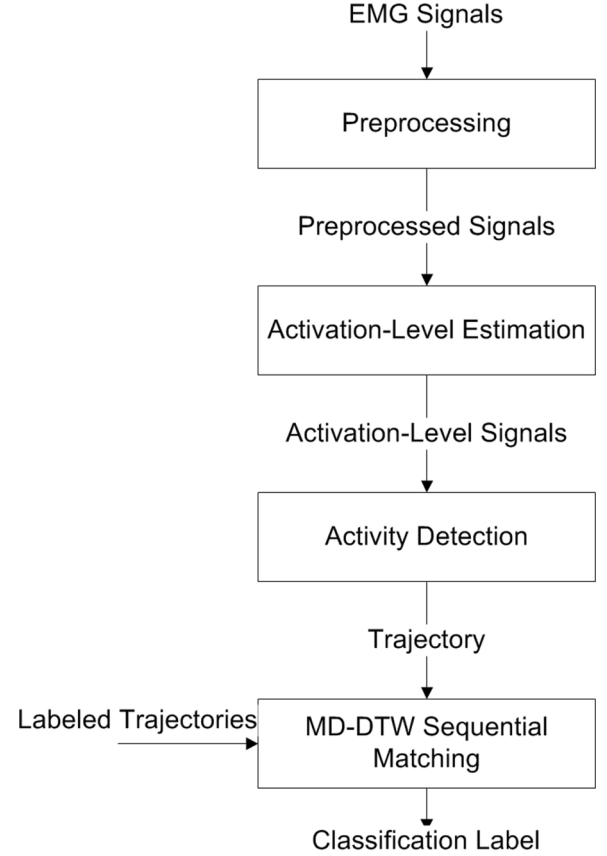 EMG Signals
Preprocessing
Preprocessed Signals
Activation-Level Estimation
Activation-Level Signals
Activity Detection
Trajectory
Labeled Trajectories
MD-DTW Sequential
Matching
Classification Label